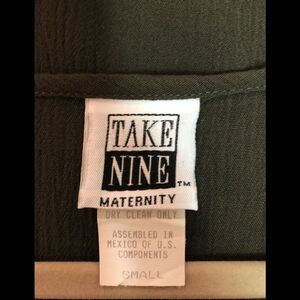 TAKE
NINE
™
MATERNITY
DRY CLEAN ONLY
ASSEMBLED IN
MEXICO OF U.S.
COMPONENTS
SMALL